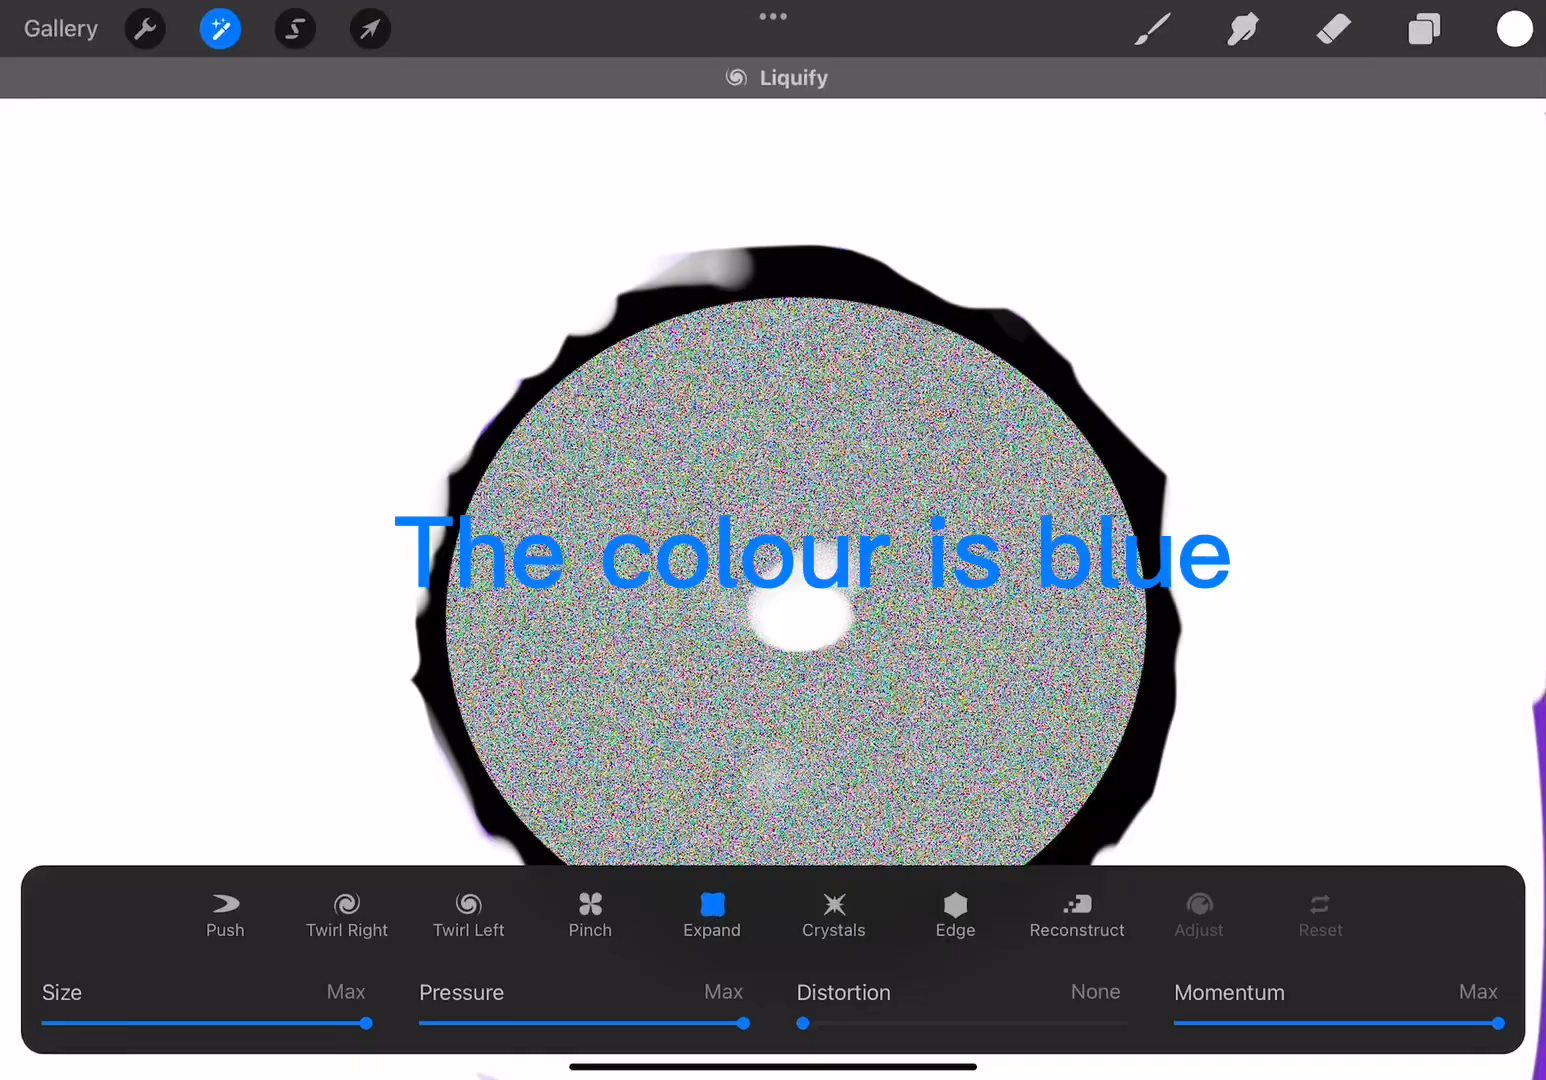 Gallery
Liquify
The colour is blue
Push Twirl Right Twirl Left Pinch Expand Crystals Edge Reconstruct Adjust Reset
Size Max Pressure Max Distortion None Momentum Max